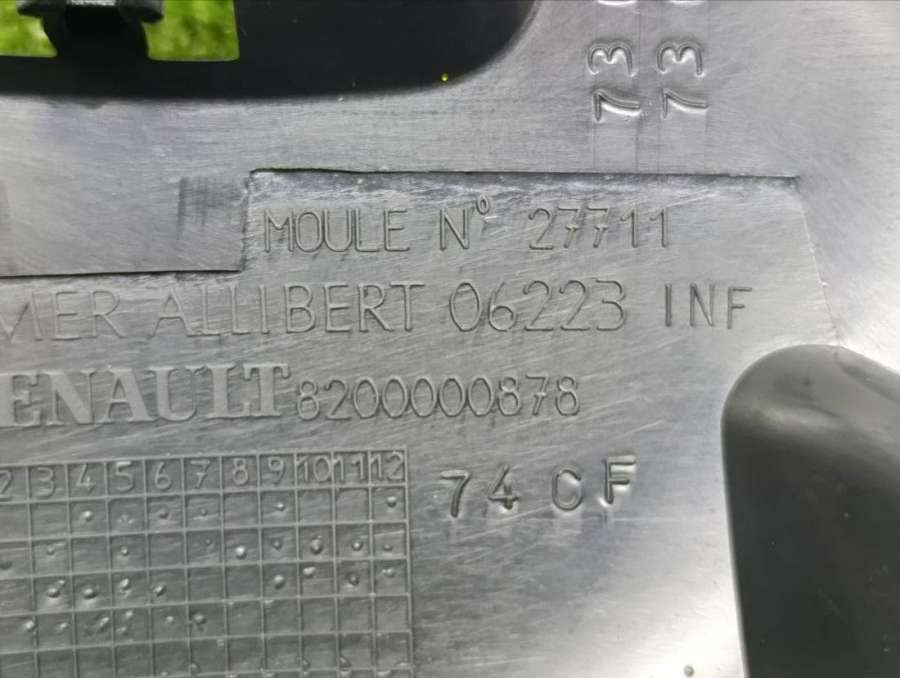 73
73
MOULE N° 27711
MER ALLIBERT 06223 INF
ENAULT 8200000878
2 3 4 5 6 7 8 9 10 11 12
74 CF